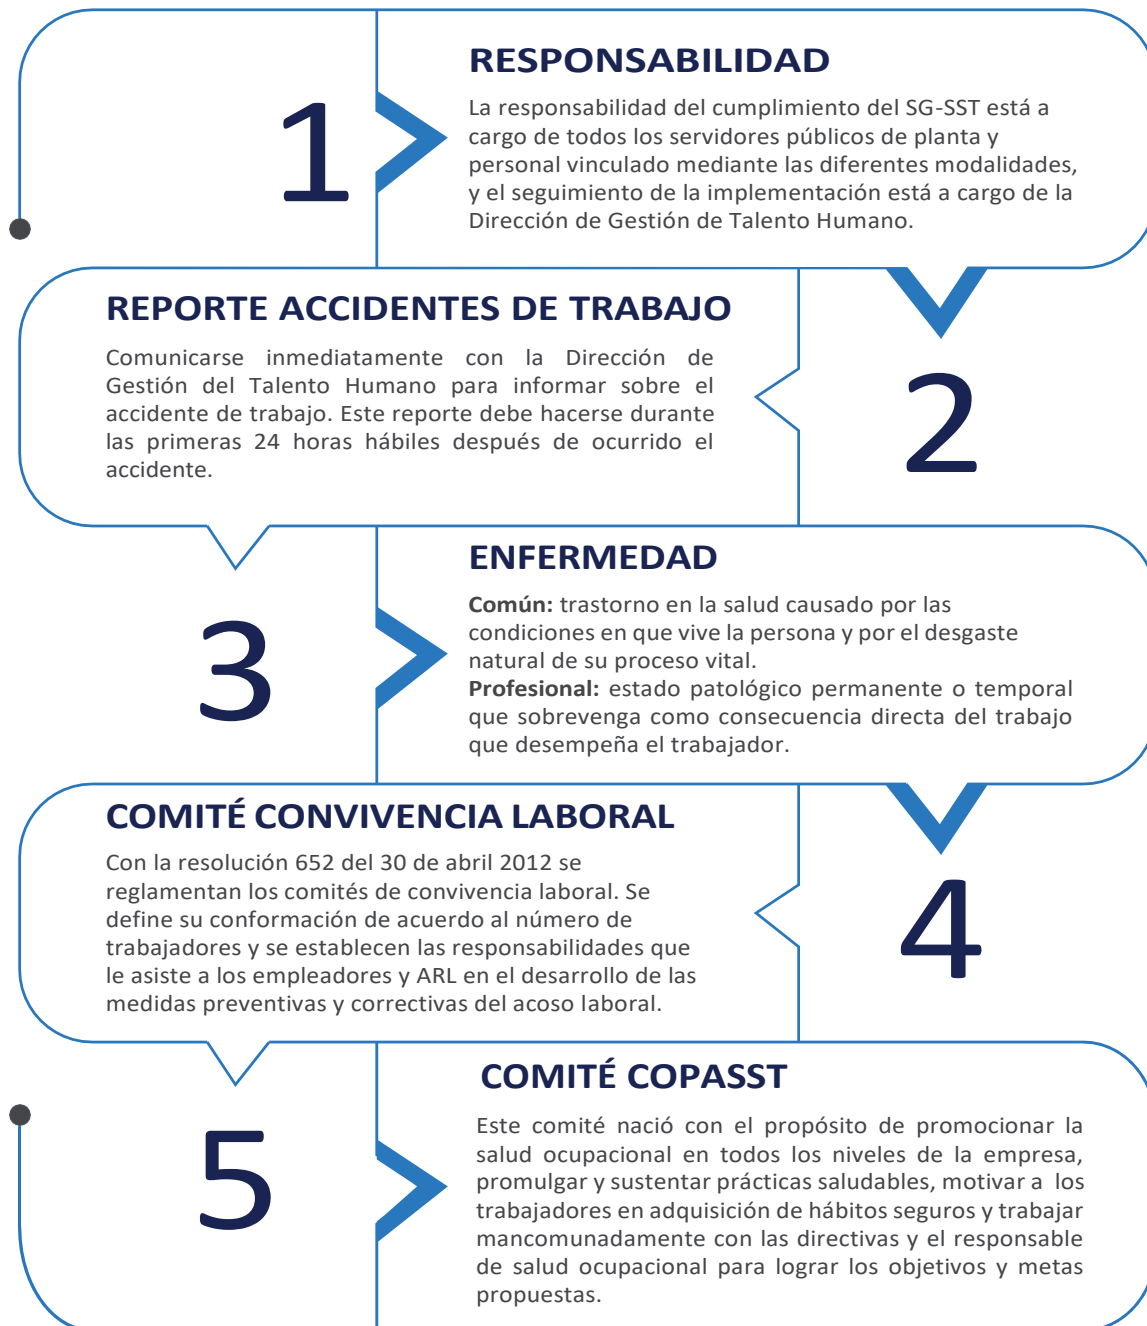 1
RESPONSABILIDAD
La responsabilidad del cumplimiento del SG-SST está a
cargo de todos los servidores públicos de planta y
personal vinculado mediante las diferentes modalidades,
y el seguimiento de la implementación está a cargo de la
Dirección de Gestión de Talento Humano.
REPORTE ACCIDENTES DE TRABAJO
Comunicarse inmediatamente con la Dirección de
Gestión del Talento Humano para informar sobre el
accidente de trabajo. Este reporte debe hacerse durante
las primeras 24 horas hábiles después de ocurrido el
accidente.
2
3
ENFERMEDAD
Común: trastorno en la salud causado por las
condiciones en que vive la persona y por el desgaste
natural de su proceso vital.
Profesional: estado patológico permanente o temporal
que sobrevenga como consecuencia directa del trabajo
que desempeña el trabajador.
COMITÉ CONVIVENCIA LABORAL
Con la resolución 652 del 30 de abril 2012 se
reglamentan los comités de convivencia laboral. Se
define su conformación de acuerdo al número de
trabajadores y se establecen las responsabilidades que
le asiste a los empleadores y ARL en el desarrollo de las
medidas preventivas y correctivas del acoso laboral.
4
5
COMITÉ COPASST
Este comité nació con el propósito de promocionar la
salud ocupacional en todos los niveles de la empresa,
promulgar y sustentar prácticas saludables, motivar a los
trabajadores en adquisición de hábitos seguros y trabajar
mancomunadamente con las directivas y el responsable
de salud ocupacional para lograr los objetivos y metas
propuestas.